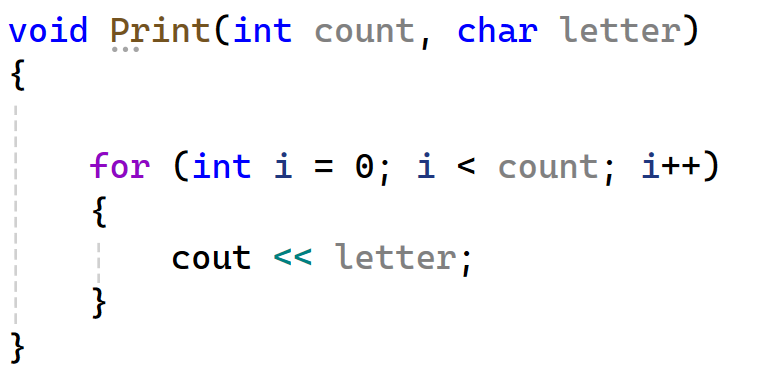 void Print(int count, char letter)
{
for (int i = 0; i < count; i++)
{
cout << letter;
}
}